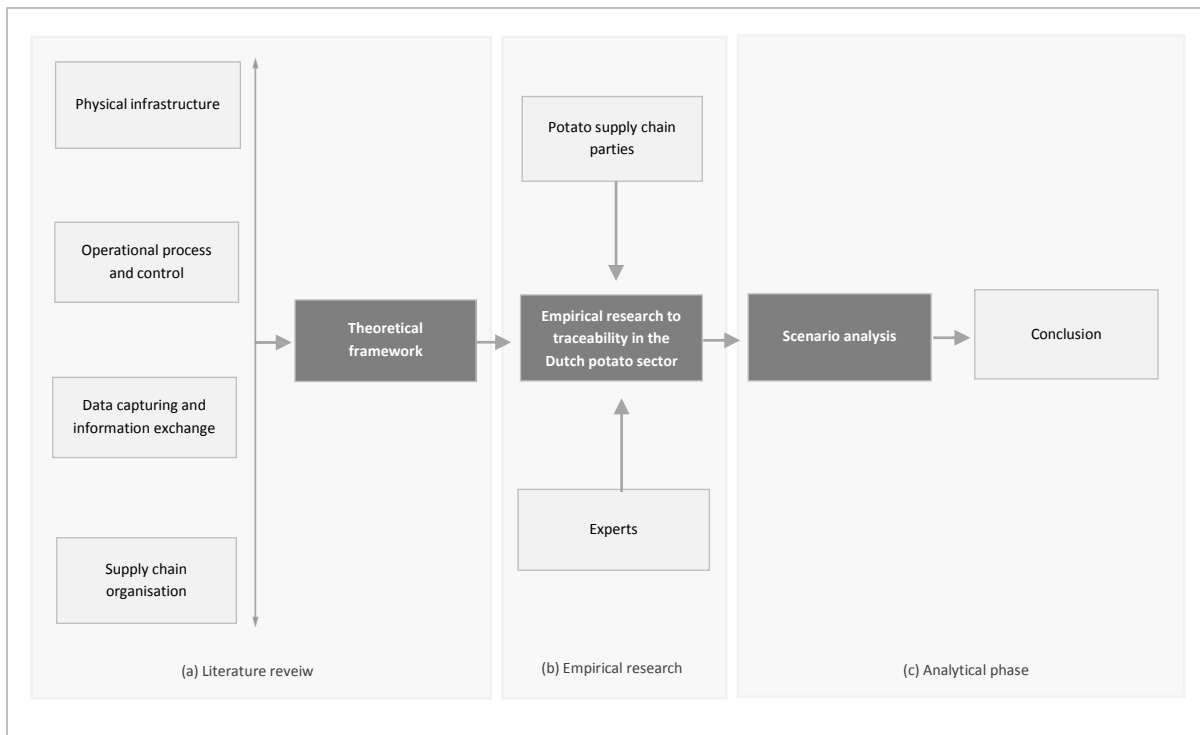 Physical infrastructure
Operational process
and control
Data capturing and
information exchange
Supply chain
organisation
Theoretical
framework
(a) Literature reveiw
Potato supply chain
parties
Empirical research to
traceability in the
Dutch potato sector
Experts
(b) Empirical research
Scenario analysis
Conclusion
(c) Analytical phase